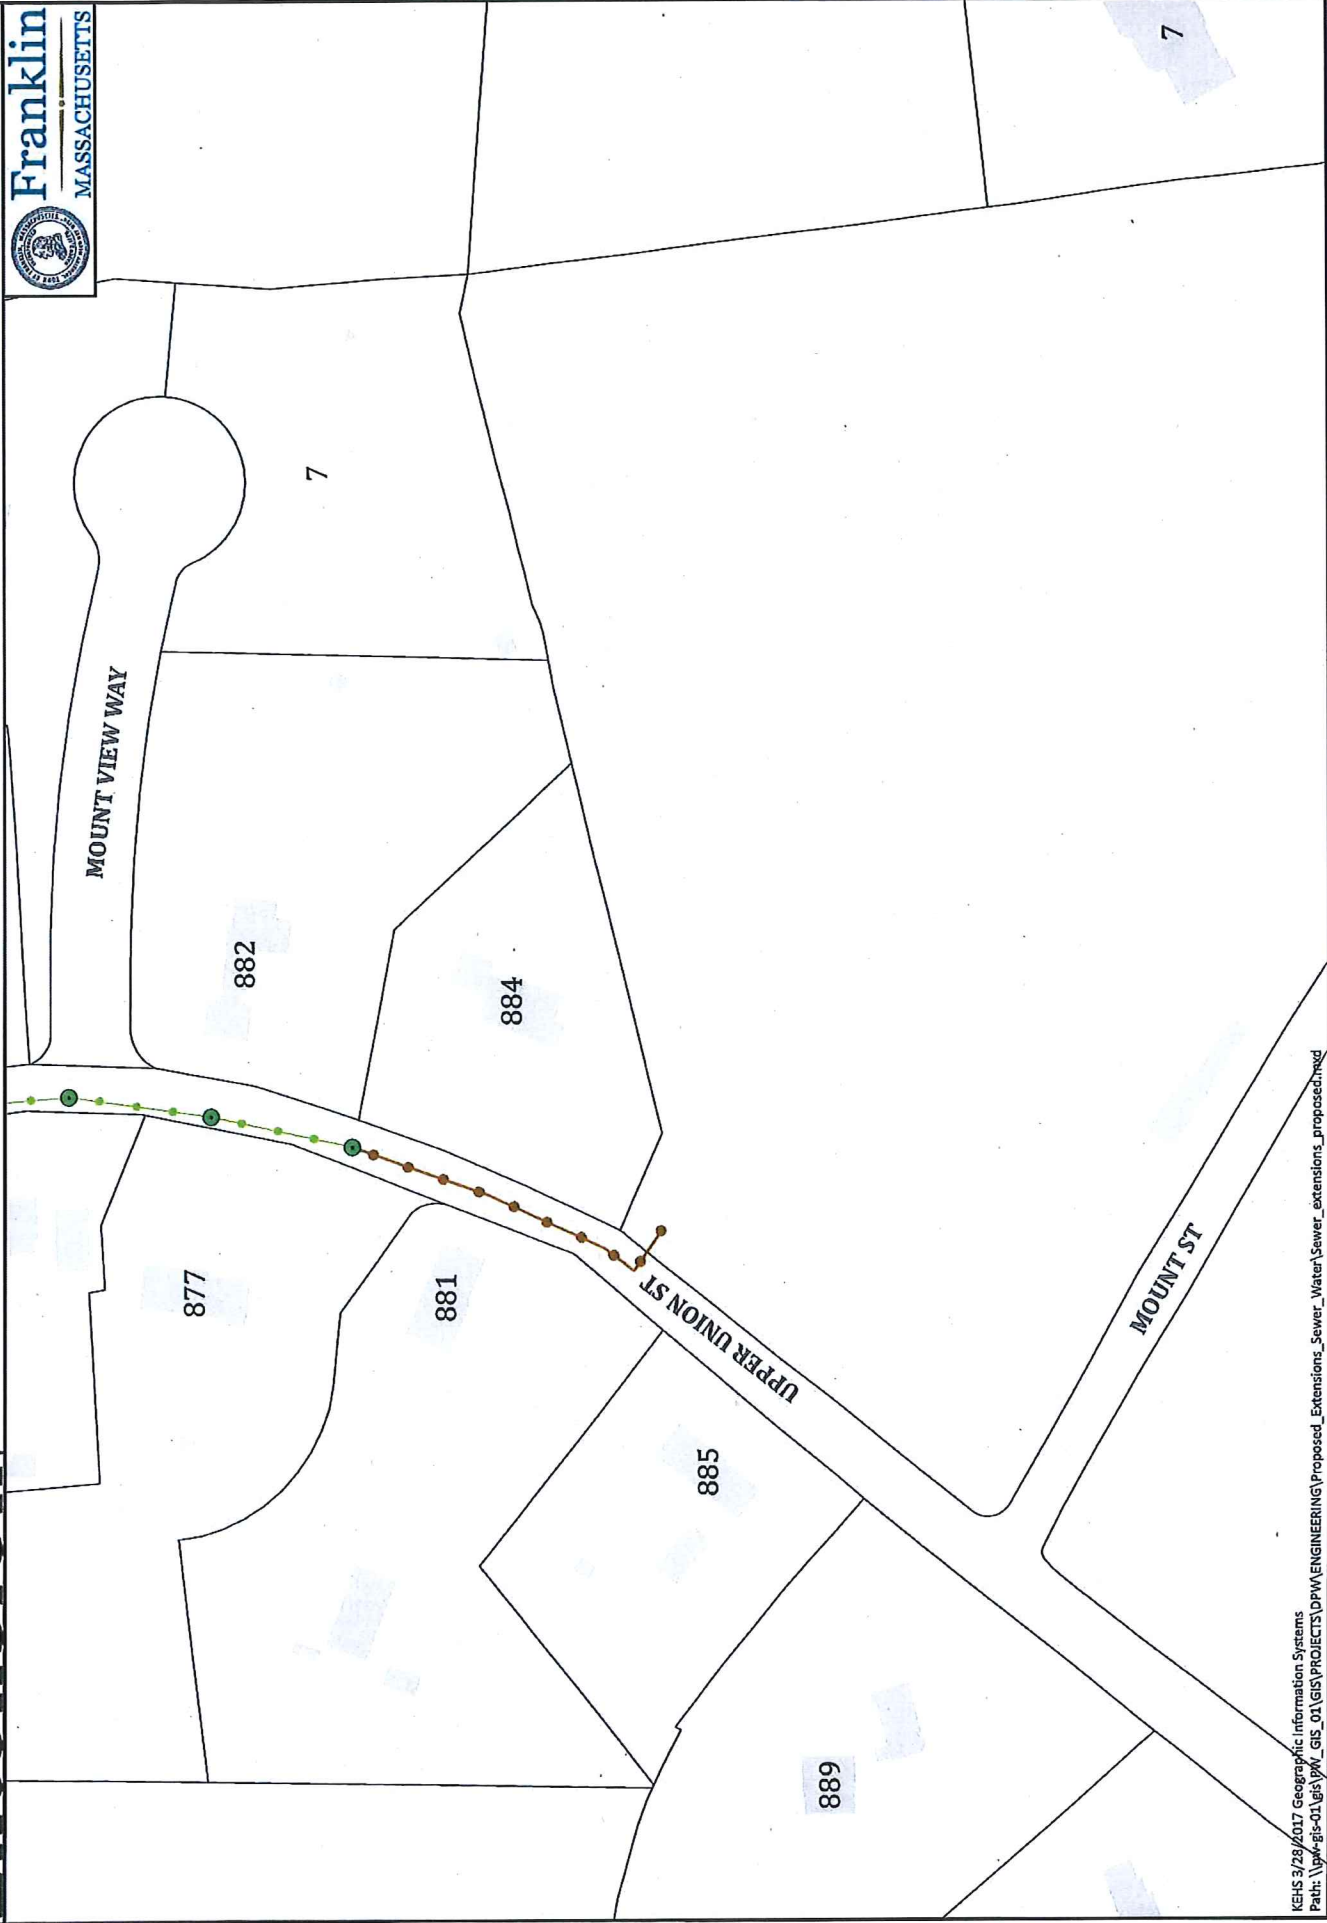 Franklin
MASSACHUSETTS
7
MOUNT VIEW WAY
7
882
884
877
881
UPPER UNION ST
885
MOUNT ST
889
KEHS 3/28/2017 Geographic Information Systems
Path: \\pw-gis-01\gis\PW_GIS_01\GIS\PROJECTS\DPW\ENGINEERING\Proposed_Extensions_Sewer_Water\Sewer_extensions_proposed.mxd